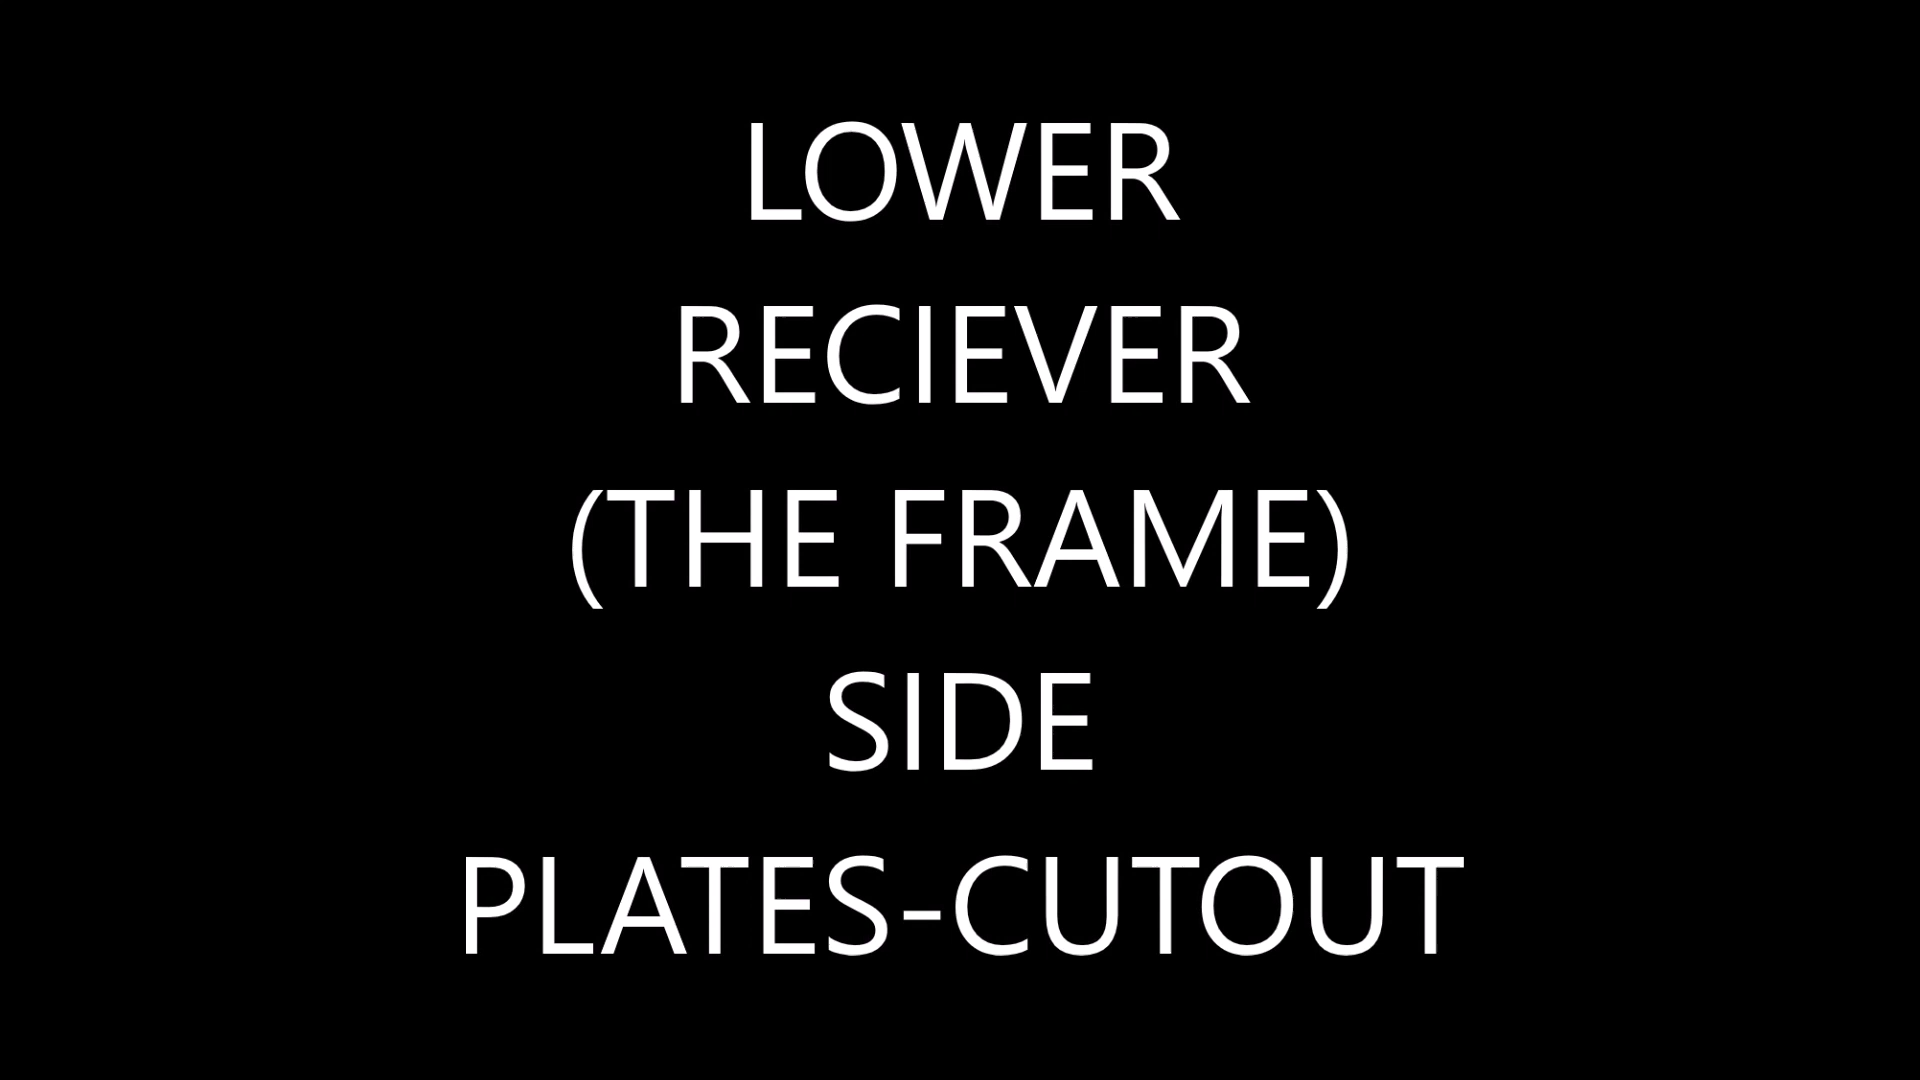 LOWER
RECIEVER
(THE FRAME)
SIDE
PLATES-CUTOUT